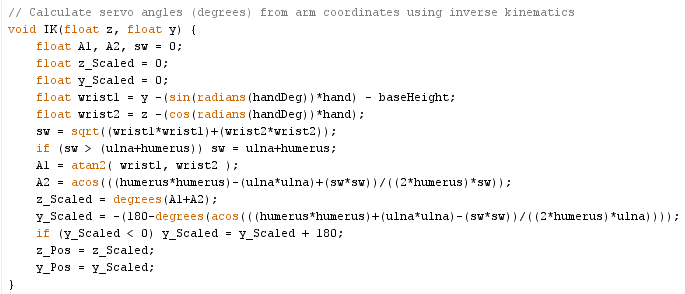 // Calculate servo angles (degrees) from arm coordinates using inverse kinematics
void IK(float z, float y) {
    float A1, A2, sw = 0;
    float z_Scaled = 0;
    float y_Scaled = 0;
    float wrist1 = y -(sin(radians(handDeg))*hand) - baseHeight;
    float wrist2 = z -(cos(radians(handDeg))*hand);
    sw = sqrt((wrist1*wrist1)+(wrist2*wrist2));
    if (sw > (ulna+humerus)) sw = ulna+humerus;
    A1 = atan2( wrist1, wrist2 );
    A2 = acos(((humerus*humerus)-(ulna*ulna)+(sw*sw))/((2*humerus)*sw));
    z_Scaled = degrees(A1+A2);
    y_Scaled = -(180-degrees(acos(((humerus*humerus)+(ulna*ulna)-(sw*sw))/((2*humerus)*ulna))));
    if (y_Scaled < 0) y_Scaled = y_Scaled + 180;
    z_Pos = z_Scaled;
    y_Pos = y_Scaled;
}